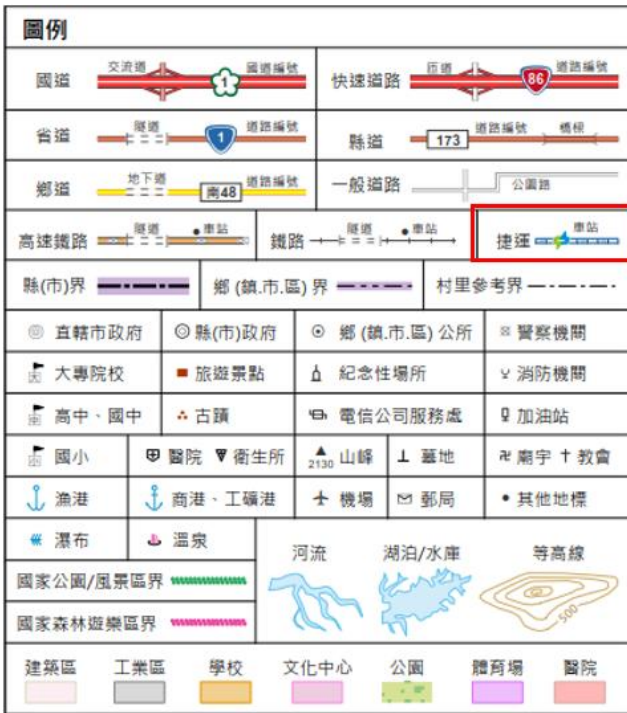 圖例
國道 交流道 1 國道編號
快速道路 匝道 86 道路編號
省道 隧道 1 道路編號
縣道 173 道路編號 橋樑
鄉道 地下道 南48 道路編號
一般道路 公園路
高速鐵路 隧道 車站
鐵路 隧道 車站
捷運 車站
縣(市)界
鄉 (鎮.市.區) 界
村里參考界
直轄市政府
縣(市)政府
鄉 (鎮.市.區) 公所
警察機關
大 大專院校
旅遊景點
紀念性場所
消防機關
高中、國中
古蹟
電信公司服務處
加油站
小 國小
醫院 衛生所
2130 山峰
墓地
廟宇 教會
漁港
商港、工礦港
機場
郵局
其他地標
瀑布
溫泉
河流
湖泊/水庫
等高線
500
國家公園/風景區界
國家森林遊樂區界
建築區
工業區
學校
文化中心
公園
體育場
醫院